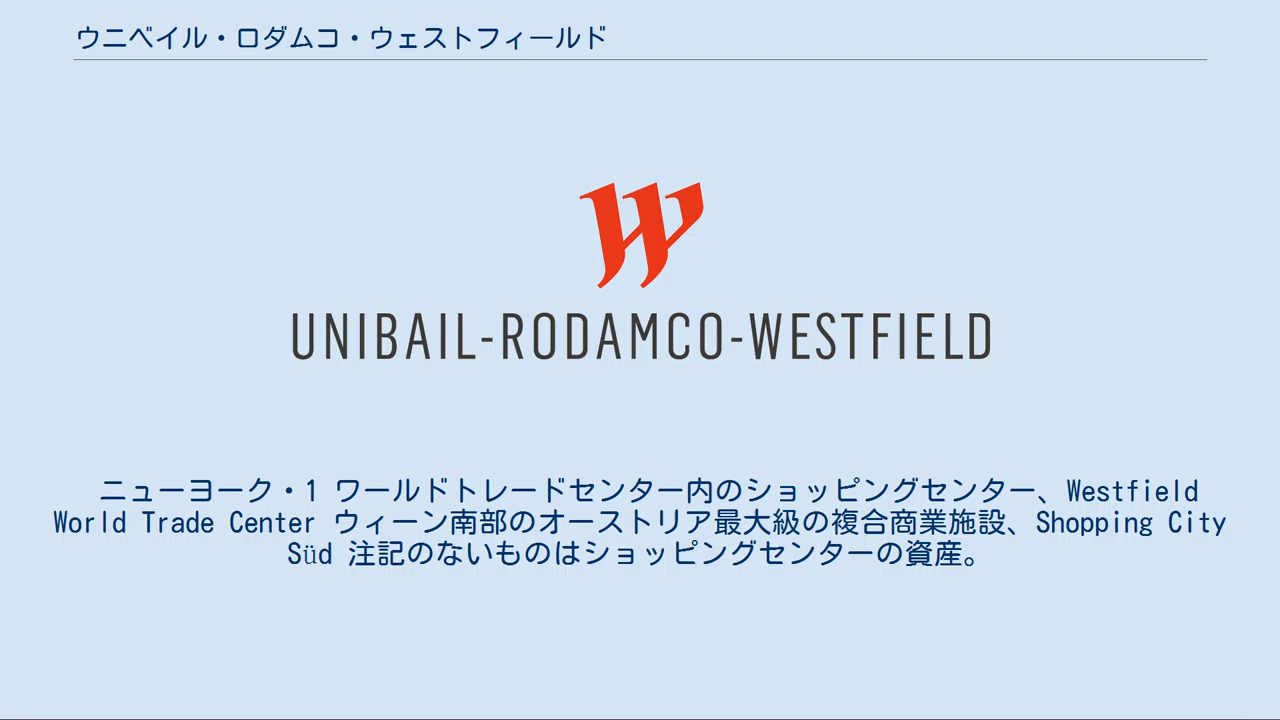 ウニベイル・ロダムコ・ウェストフィールド
UNIBAIL-RODAMCO-WESTFIELD
ニューヨーク・1 ワールドトレードセンター内のショッピングセンター、Westfield
World Trade Center ウィーン南部のオーストリア最大級の複合商業施設、Shopping City
Süd 注記のないものはショッピングセンターの資産。